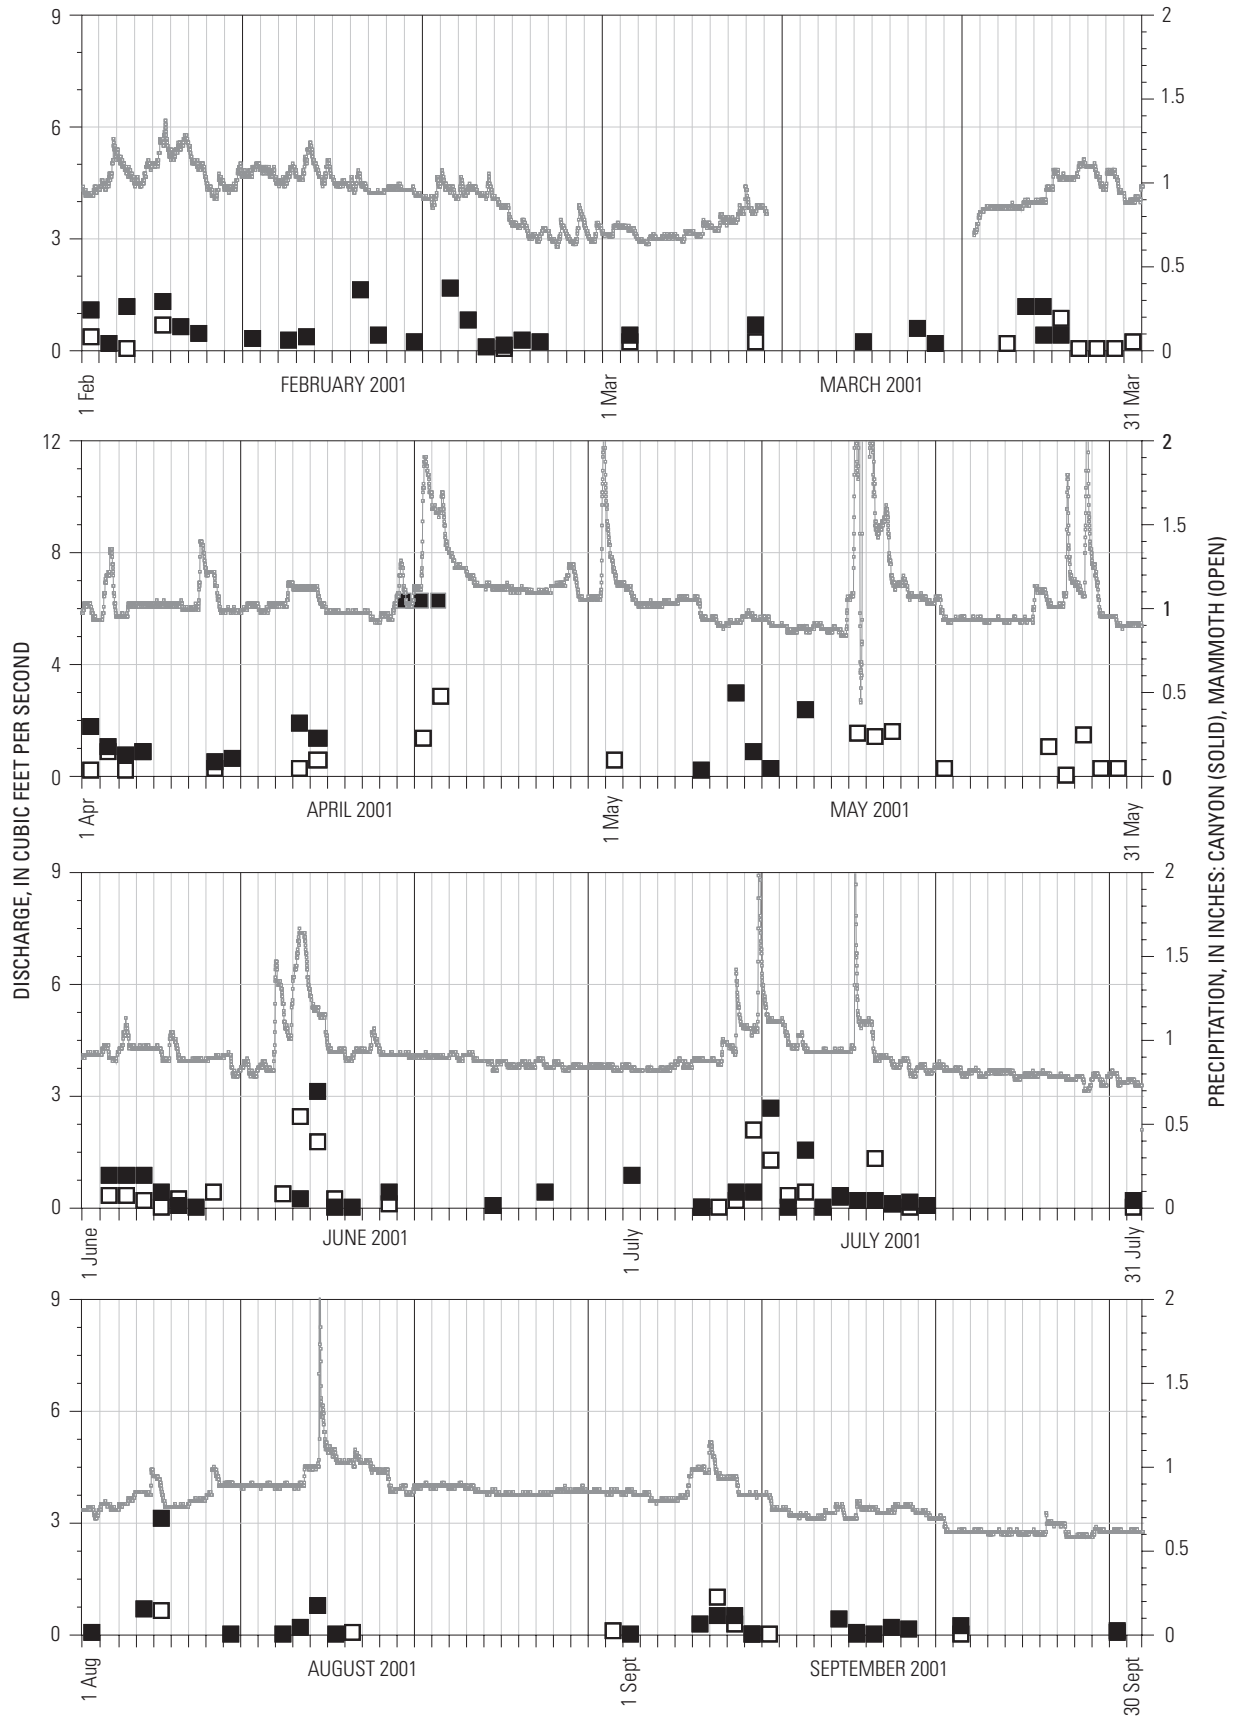 DISCHARGE, IN CUBIC FEET PER SECOND
PRECIPITATION, IN INCHES: CANYON (SOLID), MAMMOTH (OPEN)
9
6
3
0
2
1.5
1
0.5
0
1 Feb
FEBRUARY 2001
1 Mar
MARCH 2001
31 Mar
12
8
4
0
2
1.5
1
0.5
0
1 Apr
APRIL 2001
1 May
MAY 2001
31 May
9
6
3
0
2
1.5
1
0.5
0
1 June
JUNE 2001
1 July
JULY 2001
31 July
9
6
3
0
2
1.5
1
0.5
0
1 Aug
AUGUST 2001
1 Sept
SEPTEMBER 2001
30 Sept